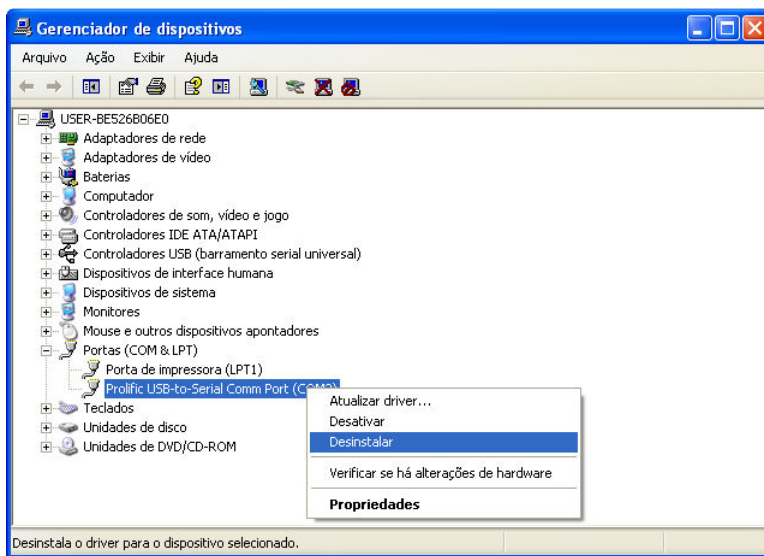 Gerenciador de dispositivos
Arquivo Ação Exibir Ajuda
USER-BE526B06E0
Adaptadores de rede
Adaptadores de vídeo
Baterias
Computador
Controladores de som, vídeo e jogo
Controladores IDE ATA/ATAPI
Controladores USB (barramento serial universal)
Dispositivos de interface humana
Dispositivos de sistema
Monitores
Mouse e outros dispositivos apontadores
Portas (COM & LPT)
Porta de impressora (LPT1)
Prolific USB-to-Serial Comm Port
Teclados
Unidades de disco
Unidades de DVD/CD-ROM
Atualizar driver...
Desativar
Desinstalar
Verificar se há alterações de hardware
Propriedades
Desinstala o driver para o dispositivo selecionado.